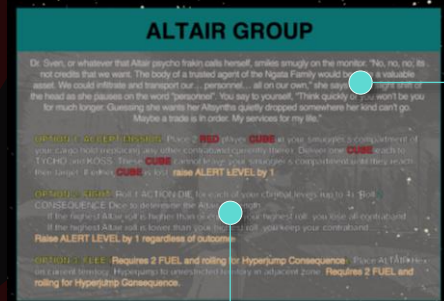 ALTAIR GROUP
Dr. Sven, or whatever that Altair psycho frakin calls herself, smikes smugly on the monitor. "No, no, no, its
not credits that we want. The body of a trusted agent of the Ngata Family would be a valuable
asset. We could infiltrate and transport our ... personnel... all on our own," she says shift of
the head as she pauses on the word "personnel". You say to yourself, "Think quickly or you won't be you
for much longer. Guessing she wants her Altsynths quietly dropped somewhere her kind can't go.
Maybe a trade is in order. My services for my life."
OPTION 1: ACCEPT MISSION: Place 2 RED player CUBE in your smuggler's compartment of
your cargo hold replacing any other contraband currently there. Deliver one CUBE each to
TYCHO and KOSS. These CUBE cannot leave your smuggler's compartment until they reach
their target. If either CUBE is lost, raise ALERT LEVEL by 1
OPTION 2: FIGHT: Roll 1 ACTION DIE for each of your control levels, up to 4. Roll
CONSEQUENCE Dice to determine the Altair strength.
If the highest Altair roll is higher than your highest roll, you lose all contraband
If the highest Altair roll is lower than your highest roll, you keep your contraband
Raise ALERT LEVEL by 1 regardless of outcome
OPTION 3: FLEE: Requires 2 FUEL and rolling for Hyperjump Consequence. Place ALTAIR
on current territory. Hyperjump to unrestricted territory in adjacent zone. Requires 2 FUEL and
rolling for Hyperjump Consequence.